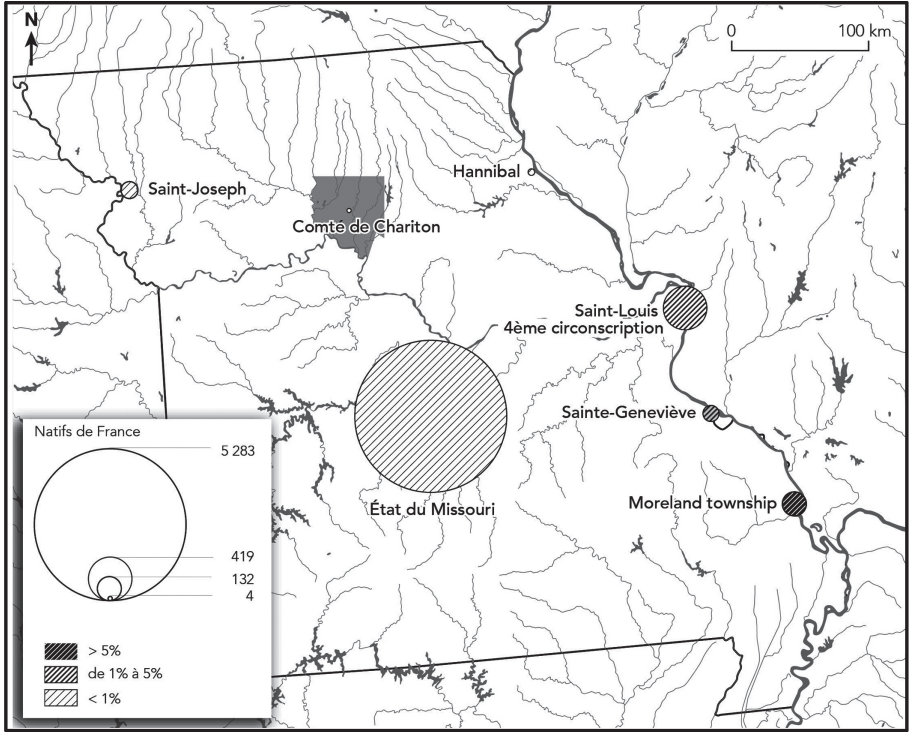 N
0 100 km
Hannibal
Saint-Joseph
Comté de Chariton
Saint-Louis
4ème circonscription
Sainte-Geneviève
Moreland township
État du Missouri
Natifs de France
5 283
419
132
4
> 5%
de 1% à 5%
< 1%